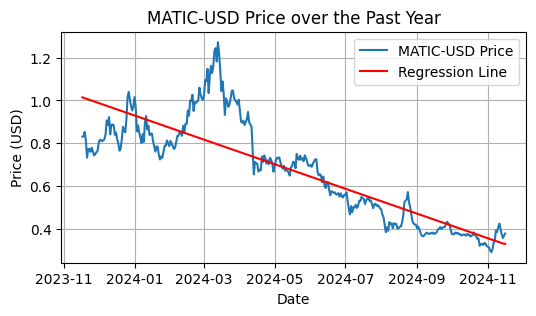 MATIC-USD Price over the Past Year
MATIC-USD Price
Regression Line
Price (USD)
1.2
1.0
0.8
0.6
0.4
2023-11
2024-01
2024-03
2024-05
2024-07
2024-09
2024-11
Date